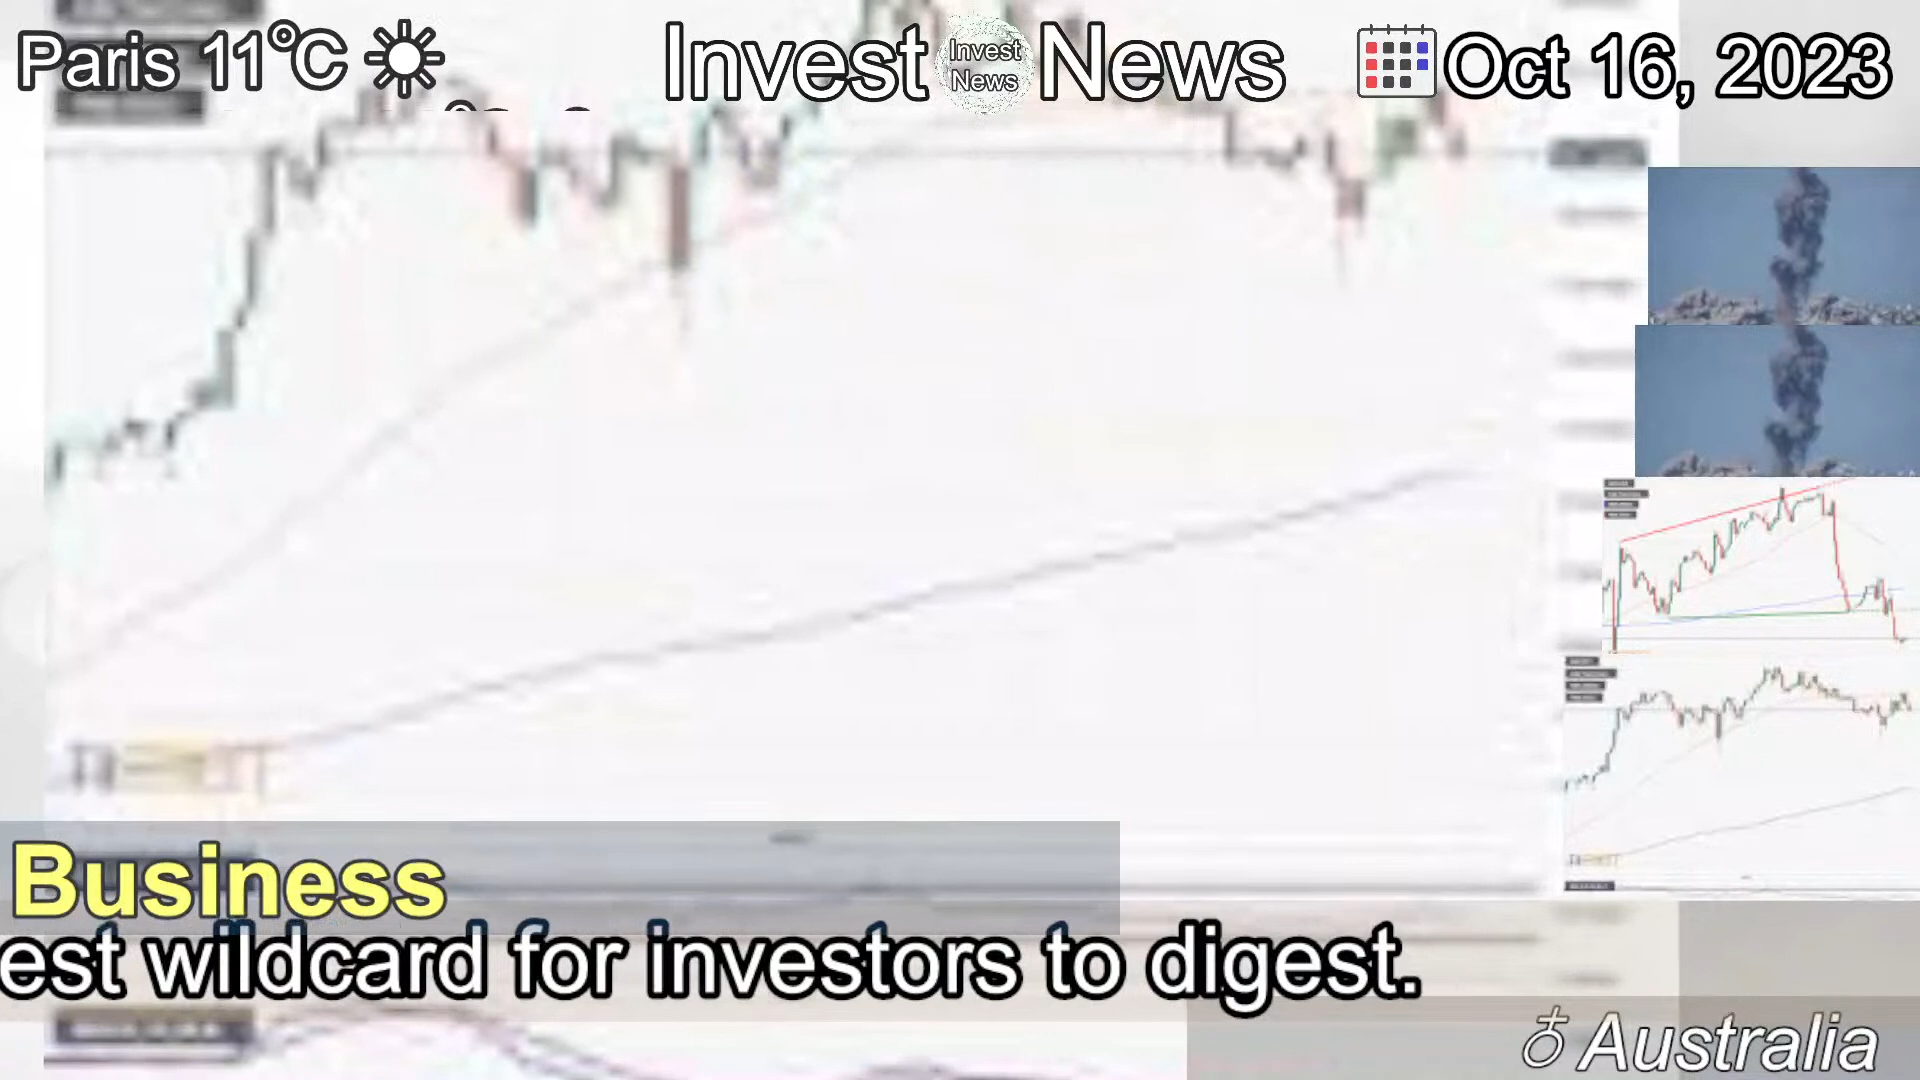 Paris 11°C
Invest
Invest
News
News
Oct 16, 2023
Business
est wildcard for investors to digest.
Australia